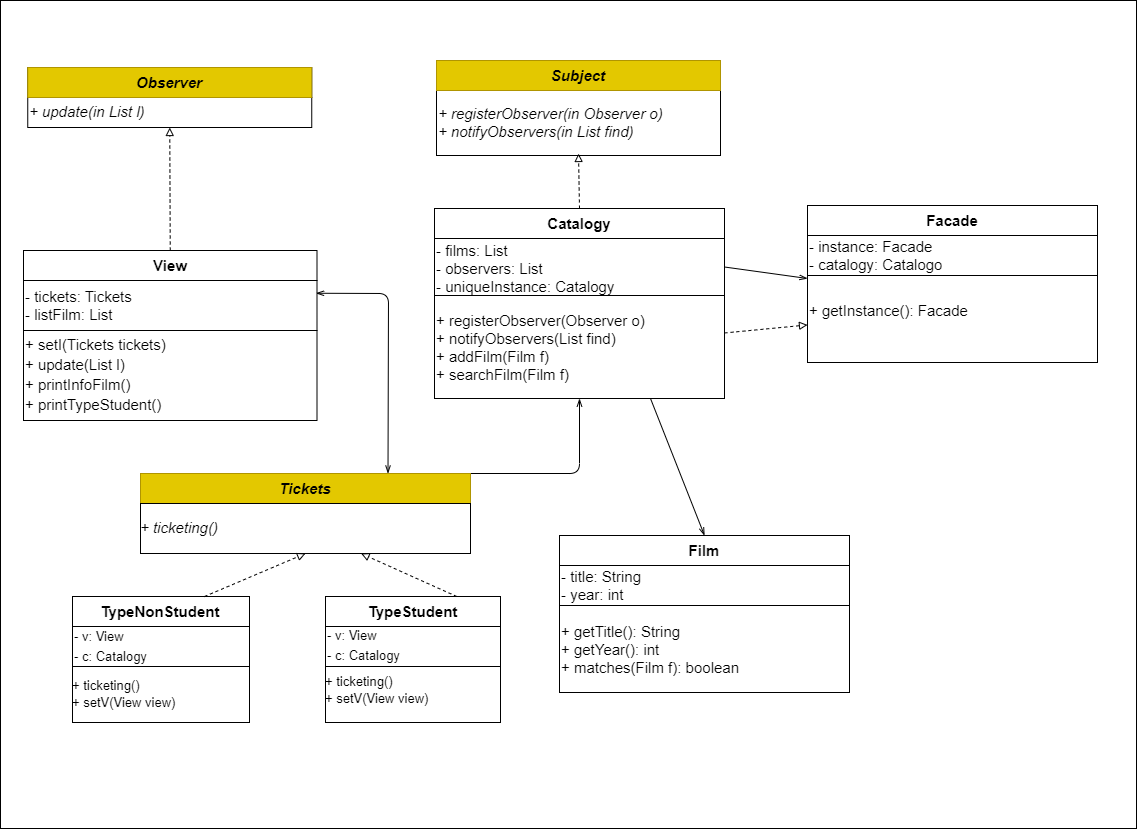 Observer
+ update(in List l)
Subject
+ registerObserver(in Observer o)
+ notifyObservers(in List find)
View
- tickets: Tickets
- listFilm: List
+ setI(Tickets tickets)
+ update(List l)
+ printInfoFilm()
+ printTypeStudent()
Catalogy
- films: List
- observers: List
- uniqueInstance: Catalogy
+ registerObserver(Observer o)
+ notifyObservers(List find)
+ addFilm(Film f)
+ searchFilm(Film f)
Facade
- instance: Facade
- catalogy: Catalogo
+ getInstance(): Facade
Tickets
+ ticketing()
TypeNonStudent
- v: View
- c: Catalogy
+ ticketing()
+ setV(View view)
TypeStudent
- v: View
- c: Catalogy
+ ticketing()
+ setV(View view)
Film
- title: String
- year: int
+ getTitle(): String
+ getYear(): int
+ matches(Film f): boolean